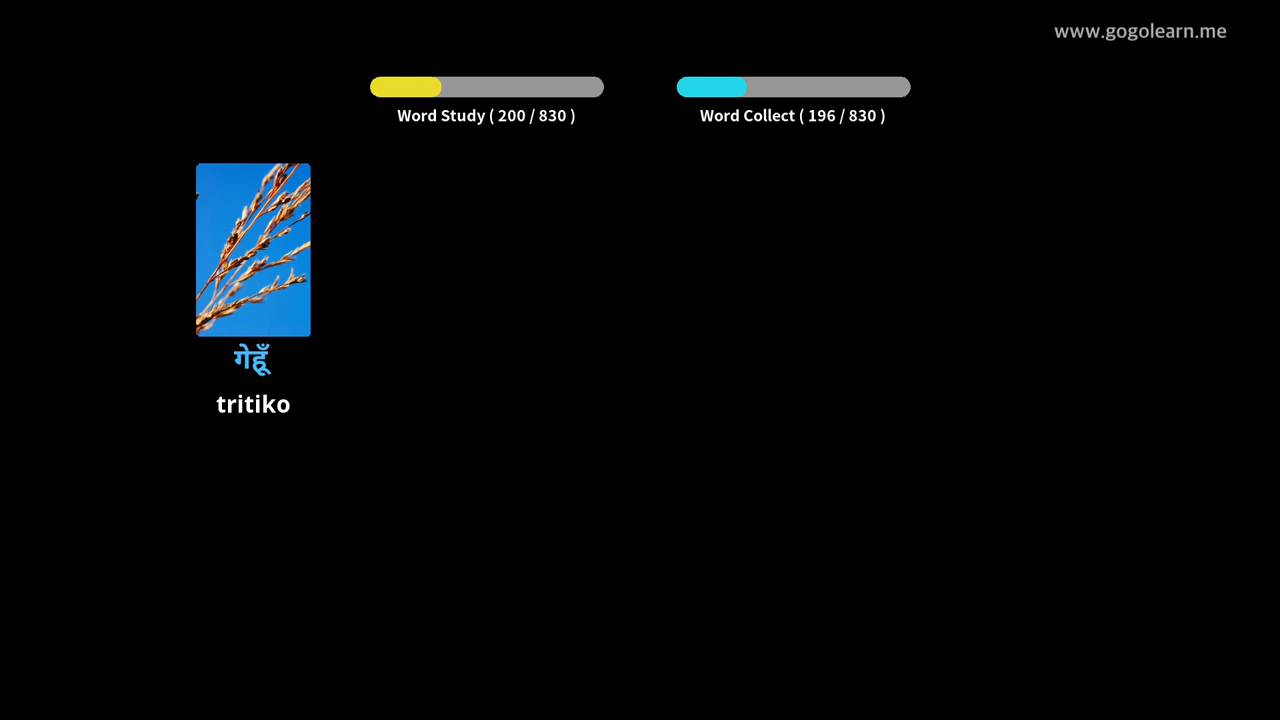 www.gogolearn.me
Word Study ( 200 / 830 )
Word Collect ( 196 / 830 )
गेहूँ
tritiko